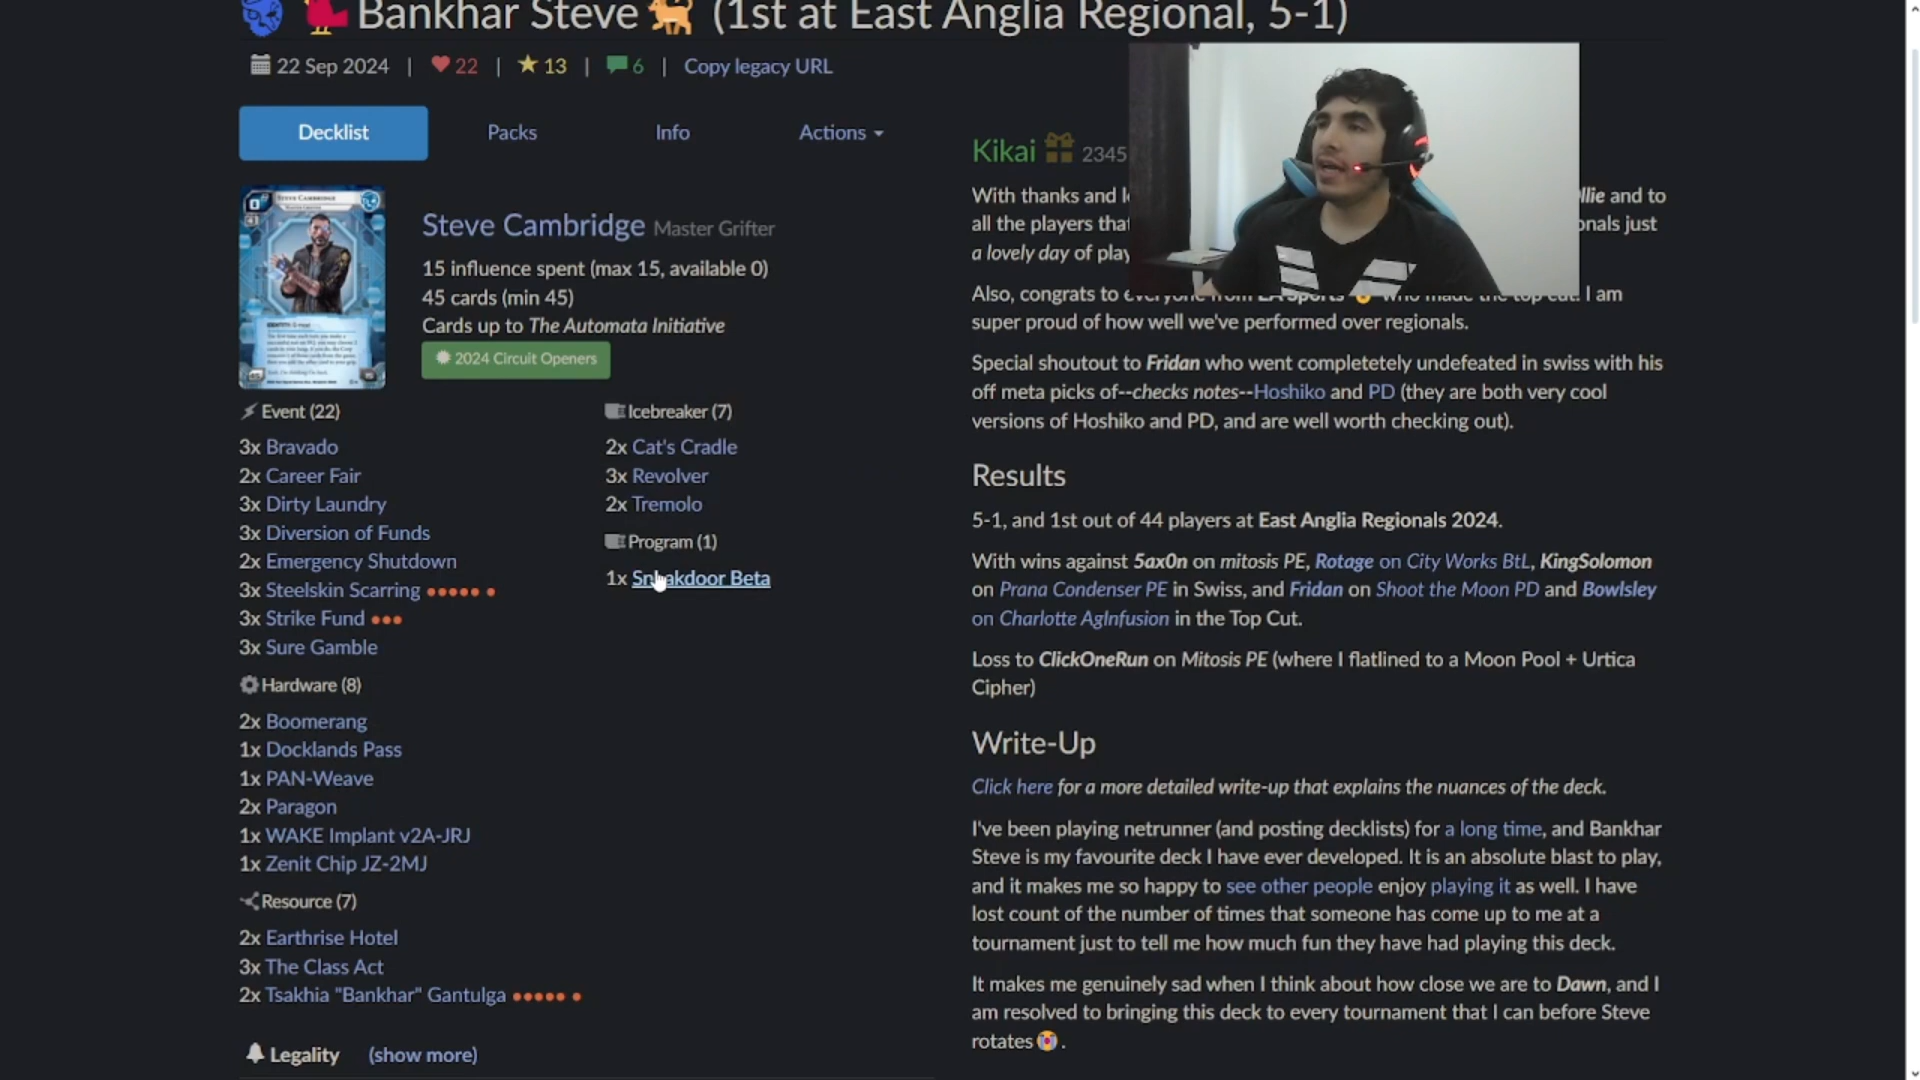 Bankhar Steve (1st at East Anglia Regional, 5-1)
22 Sep 2024 | 22 | 13 | 6 | Copy legacy URL
Decklist Packs Info Actions
STEVE CAMBRIDGE
Steve Cambridge Master Grifter
15 influence spent (max 15, available 0)
45 cards (min 45)
Cards up to The Automata Initiative
2024 Circuit Openers
Event (22)
3x Bravado
2x Career Fair
3x Dirty Laundry
3x Diversion of Funds
2x Emergency Shutdown
3x Steelskin Scarring
3x Strike Fund
3x Sure Gamble
Hardware (8)
2x Boomerang
1x Docklands Pass
1x PAN-Weave
2x Paragon
1x WAKE Implant v2A-JRJ
1x Zenit Chip JZ-2MJ
Resource (7)
2x Earthrise Hotel
3x The Class Act
2x Tsakhia "Bankhar" Gantulga
Legality (show more)
Icebreaker (7)
2x Cat's Cradle
3x Revolver
2x Tremolo
Program (1)
1x Sneakdoor Beta
Kikai 2345
With thanks and and to
all the players that just
a lovely day of
Also, congrats to everyone from who made the top cut. I am
super proud of how well we've performed over regionals.
Special shoutout to Fridan who went completetely undefeated in swiss with his
off meta picks of--checks notes--Hoshiko and PD (they are both very cool
versions of Hoshiko and PD, and are well worth checking out).
Results
5-1, and 1st out of 44 players at East Anglia Regionals 2024.
With wins against 5ax0n on mitosis PE, Rotage on City Works BtL, KingSolomon
on Prana Condenser PE in Swiss, and Fridan on Shoot the Moon PD and Bowlsley
on Charlotte AgInfusion in the Top Cut.
Loss to ClickOneRun on Mitosis PE (where I flatlined to a Moon Pool + Urtica
Cipher)
Write-Up
Click here for a more detailed write-up that explains the nuances of the deck.
I've been playing netrunner (and posting decklists) for a long time, and Bankhar
Steve is my favourite deck I have ever developed. It is an absolute blast to play,
and it makes me so happy to see other people enjoy playing it as well. I have
lost count of the number of times that someone has come up to me at a
tournament just to tell me how much fun they have had playing this deck.
It makes me genuinely sad when I think about how close we are to Dawn, and I
am resolved to bringing this deck to every tournament that I can before Steve
rotates .